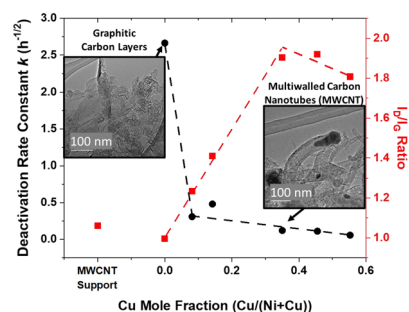 Deactivation Rate Constant k (h-1/2)
3.0
2.5
2.0
1.5
1.0
0.5
0.0
Graphitic
Carbon Layers
100 nm
Multiwalled Carbon
Nanotubes (MWCNT)
100 nm
2.0
1.8
1.6
1.4
1.2
1.0
ID/IG Ratio
MWCNT
Support
0.0
0.2
0.4
0.6
Cu Mole Fraction (Cu/(Ni+Cu))